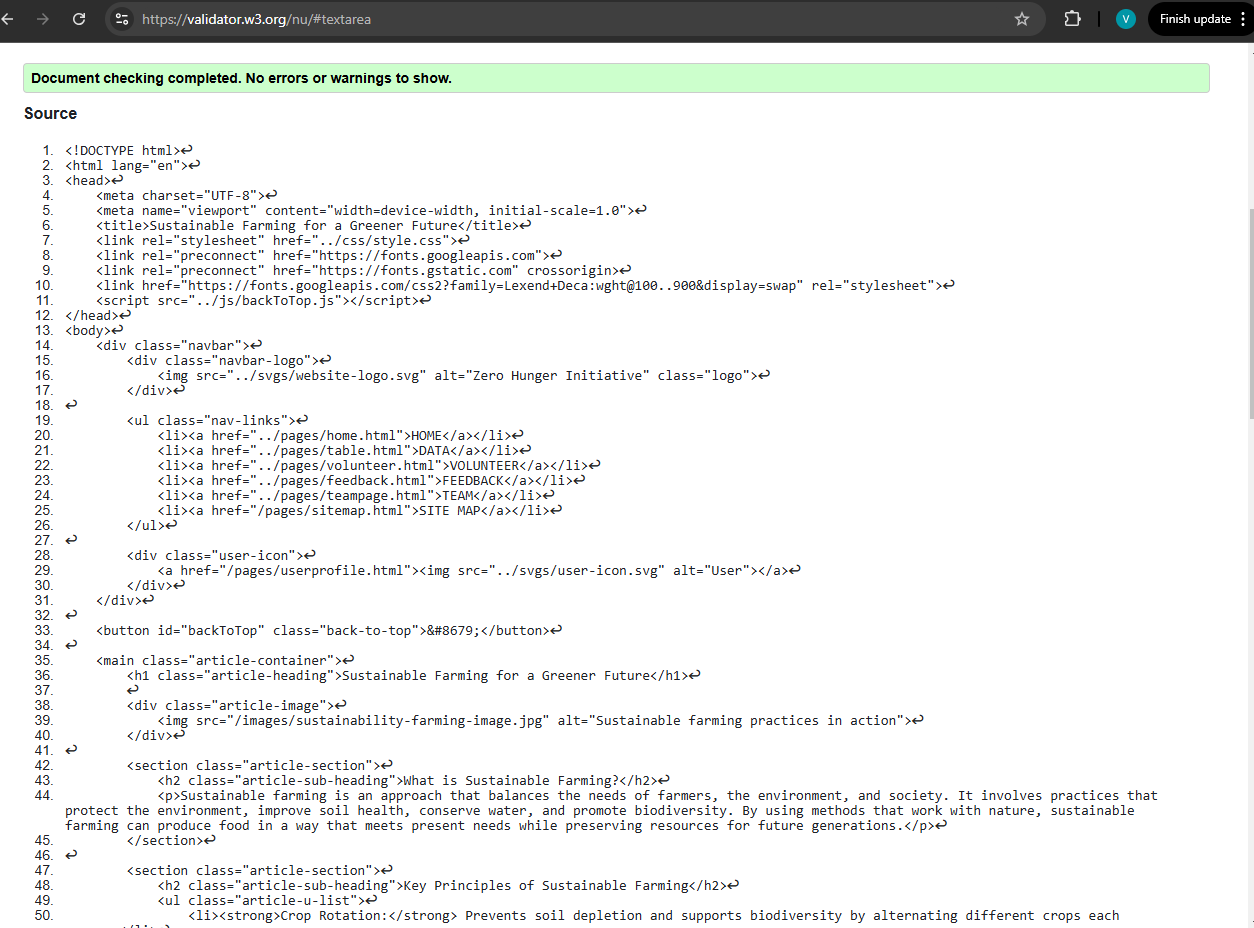 https://validator.w3.org/nu/#textarea
V
Finish update
Document checking completed. No errors or warnings to show.
Source
1. <!DOCTYPE html>↩
2. <html lang="en">↩
3. <head>↩
4.     <meta charset="UTF-8">↩
5.     <meta name="viewport" content="width=device-width, initial-scale=1.0">↩
6.     <title>Sustainable Farming for a Greener Future</title>↩
7.     <link rel="stylesheet" href="../css/style.css">↩
8.     <link rel="preconnect" href="https://fonts.googleapis.com">↩
9.     <link rel="preconnect" href="https://fonts.gstatic.com" crossorigin>↩
10.     <link href="https://fonts.googleapis.com/css2?family=Lexend+Deca:wght@100..900&display=swap" rel="stylesheet">↩
11.     <script src="../js/backToTop.js"></script>↩
12. </head>↩
13. <body>↩
14.     <div class="navbar">↩
15.         <div class="navbar-logo">↩
16.             <img src="../svgs/website-logo.svg" alt="Zero Hunger Initiative" class="logo">↩
17.         </div>↩
18. ↩
19.         <ul class="nav-links">↩
20.             <li><a href="../pages/home.html">HOME</a></li>↩
21.             <li><a href="../pages/table.html">DATA</a></li>↩
22.             <li><a href="../pages/volunteer.html">VOLUNTEER</a></li>↩
23.             <li><a href="../pages/feedback.html">FEEDBACK</a></li>↩
24.             <li><a href="../pages/teampage.html">TEAM</a></li>↩
25.             <li><a href="/pages/sitemap.html">SITE MAP</a></li>↩
26.         </ul>↩
27. ↩
28.         <div class="user-icon">↩
29.             <a href="/pages/userprofile.html"><img src="../svgs/user-icon.svg" alt="User"></a>↩
30.         </div>↩
31.     </div>↩
32. ↩
33.     <button id="backToTop" class="back-to-top">&#8679;</button>↩
34. ↩
35.     <main class="article-container">↩
36.         <h1 class="article-heading">Sustainable Farming for a Greener Future</h1>↩
37.         ↩
38.         <div class="article-image">↩
39.             <img src="/images/sustainability-farming-image.jpg" alt="Sustainable farming practices in action">↩
40.         </div>↩
41. ↩
42.         <section class="article-section">↩
43.             <h2 class="article-sub-heading">What is Sustainable Farming?</h2>↩
44.             <p>Sustainable farming is an approach that balances the needs of farmers, the environment, and society. It involves practices that
protect the environment, improve soil health, conserve water, and promote biodiversity. By using methods that work with nature, sustainable
farming can produce food in a way that meets present needs while preserving resources for future generations.</p>↩
45.         </section>↩
46. ↩
47.         <section class="article-section">↩
48.             <h2 class="article-sub-heading">Key Principles of Sustainable Farming</h2>↩
49.             <ul class="article-u-list">↩
50.                 <li><strong>Crop Rotation:</strong> Prevents soil depletion and supports biodiversity by alternating different crops each